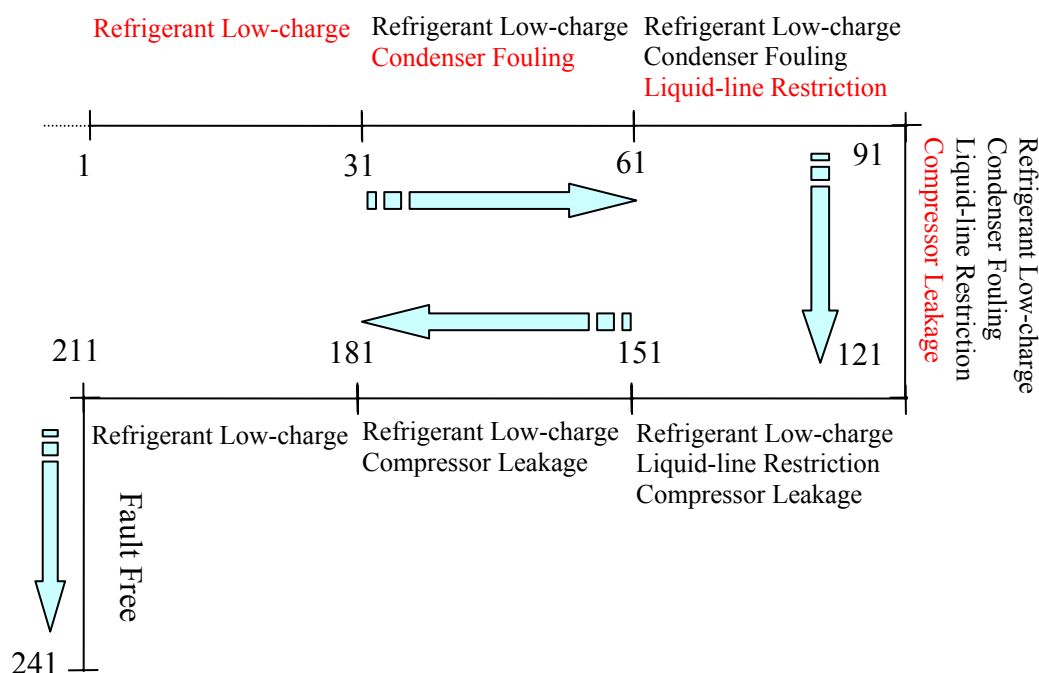 Refrigerant Low-charge
Refrigerant Low-charge
Condenser Fouling
Refrigerant Low-charge
Condenser Fouling
Liquid-line Restriction
1
31
61
91
Refrigerant Low-charge
Condenser Fouling
Liquid-line Restriction
Compressor Leakage
211
181
151
121
Refrigerant Low-charge
Refrigerant Low-charge
Compressor Leakage
Refrigerant Low-charge
Liquid-line Restriction
Compressor Leakage
Fault Free
241